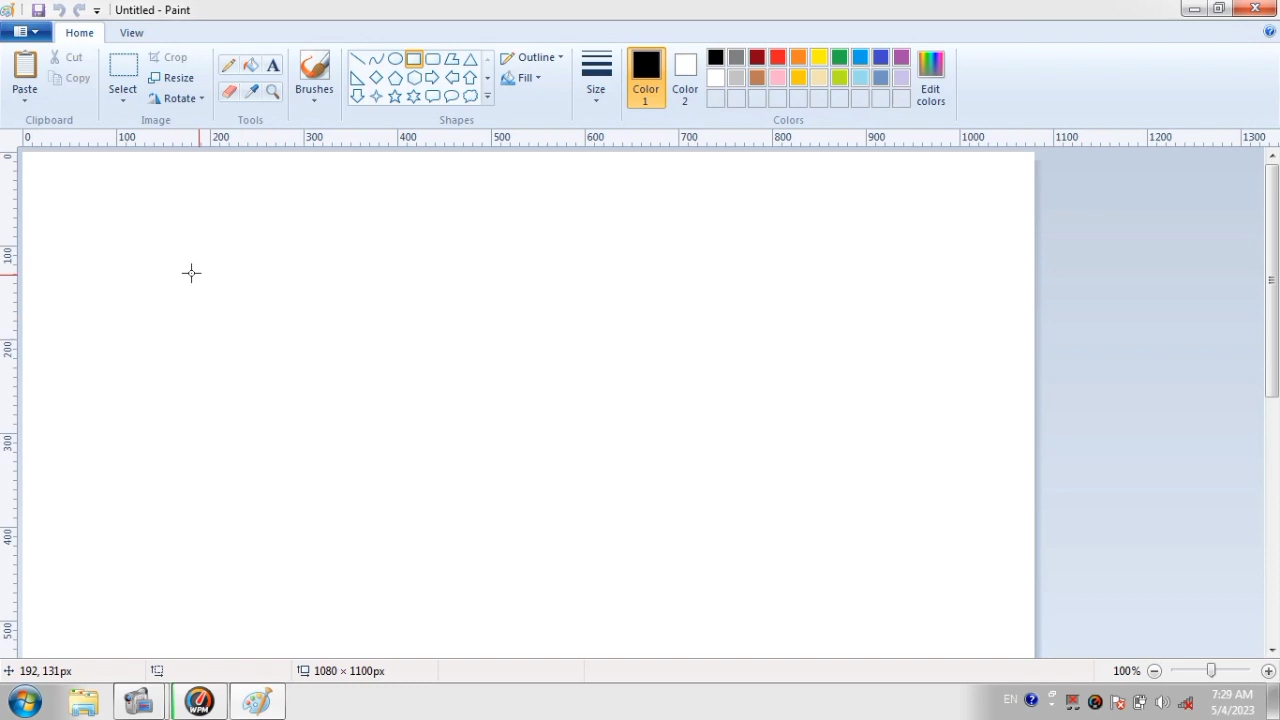 Untitled - Paint
Home
View
Paste
Cut
Copy
Clipboard
Select
Crop
Resize
Rotate
Image
A
Tools
Brushes
Shapes
Outline
Fill
Size
Color
1
Color
2
Edit
colors
Colors
0 100 200 300 400 500 600 700 800 900 1000 1100 1200 1300
0
100
200
300
400
500
192, 131px
1080 × 1100px
100%
WPM
EN
7:29 AM
5/4/2023